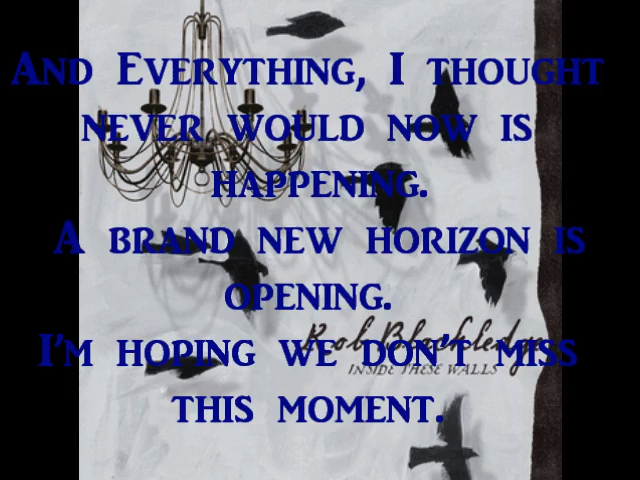 And Everything, I thought
never would now is
happening.
A brand new horizon is
opening.
I'm hoping we don't miss
this moment.
Rob Blackledge
INSIDE THESE WALLS